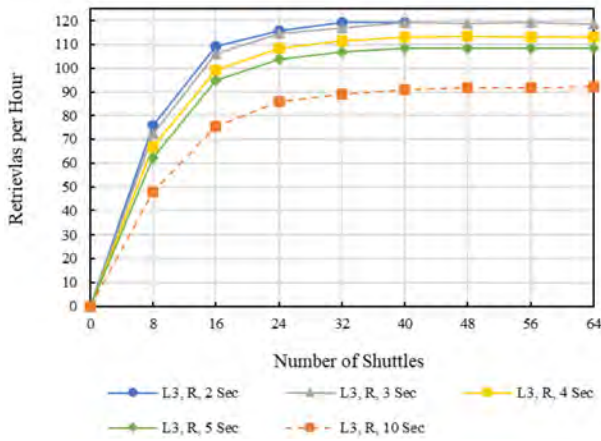 120
110
100
90
80
70
60
50
40
30
20
10
0
Retrievlas per Hour
0 8 16 24 32 40 48 56 64
Number of Shuttles
L3, R, 2 Sec L3, R, 3 Sec L3, R, 4 Sec
L3, R, 5 Sec L3, R, 10 Sec